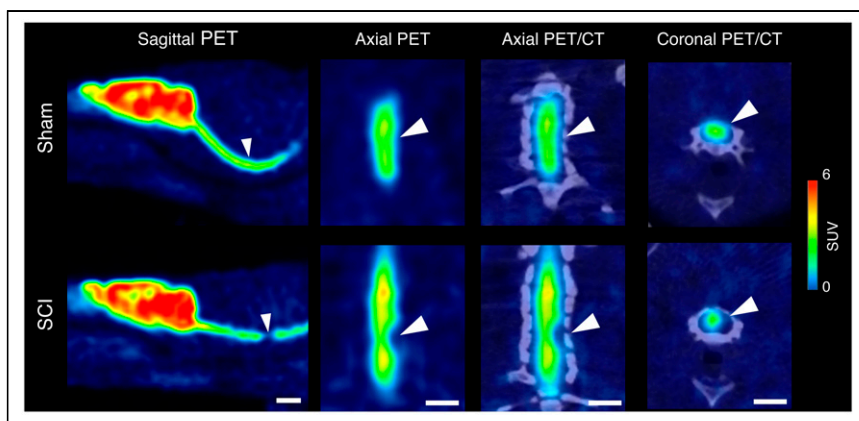 Sagittal PET
Axial PET
Axial PET/CT
Coronal PET/CT
Sham
SCI
6
SUV
0